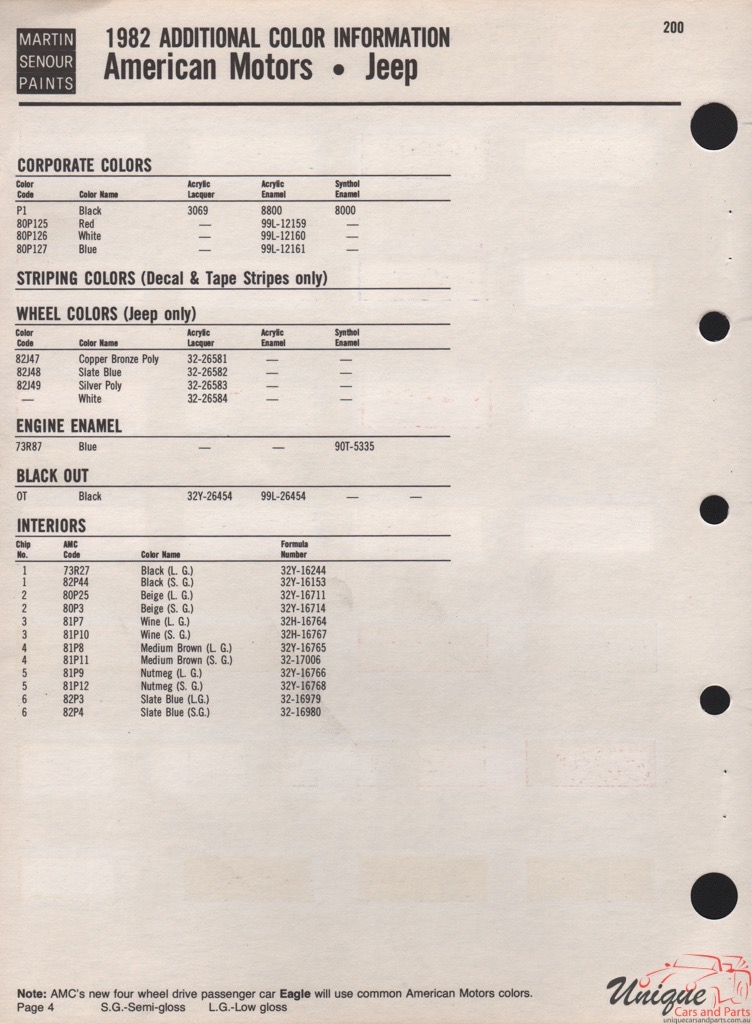 200
MARTIN
SENOUR
PAINTS
1982 ADDITIONAL COLOR INFORMATION
American Motors • Jeep
CORPORATE COLORS
Color Code Color Name Acrylic Lacquer Acrylic Enamel Synthol Enamel
P1 Black 3069 8800 8000
80P125 Red — 99L-12159 —
80P126 White — 99L-12160 —
80P127 Blue — 99L-12161 —
STRIPING COLORS (Decal & Tape Stripes only)
WHEEL COLORS (Jeep only)
Color Code Color Name Acrylic Lacquer Acrylic Enamel Synthol Enamel
82J47 Copper Bronze Poly 32-26581 — —
82J48 Slate Blue 32-26582 — —
82J49 Silver Poly 32-26583 — —
— White 32-26584 — —
ENGINE ENAMEL
73R87 Blue — — 90T-5335
BLACK OUT
OT Black 32Y-26454 99L-26454 — —
INTERIORS
Chip No. AMC Code Color Name Formula Number
1 73R27 Black (L. G.) 32Y-16244
1 82P44 Black (S. G.) 32Y-16153
2 80P25 Beige (L. G.) 32Y-16711
2 80P3 Beige (S. G.) 32Y-16714
3 81P7 Wine (L. G.) 32H-16764
3 81P10 Wine (S. G.) 32H-16767
4 81P8 Medium Brown (L. G.) 32Y-16765
4 81P11 Medium Brown (S. G.) 32-17006
5 81P9 Nutmeg (L. G.) 32Y-16766
5 81P12 Nutmeg (S. G.) 32Y-16768
6 82P3 Slate Blue (L.G.) 32-16979
6 82P4 Slate Blue (S.G.) 32-16980
Note: AMC's new four wheel drive passenger car Eagle will use common American Motors colors.
Page 4 S.G.-Semi-gloss L.G.-Low gloss
Unique
Cars and Parts
uniquecarsandparts.com.au